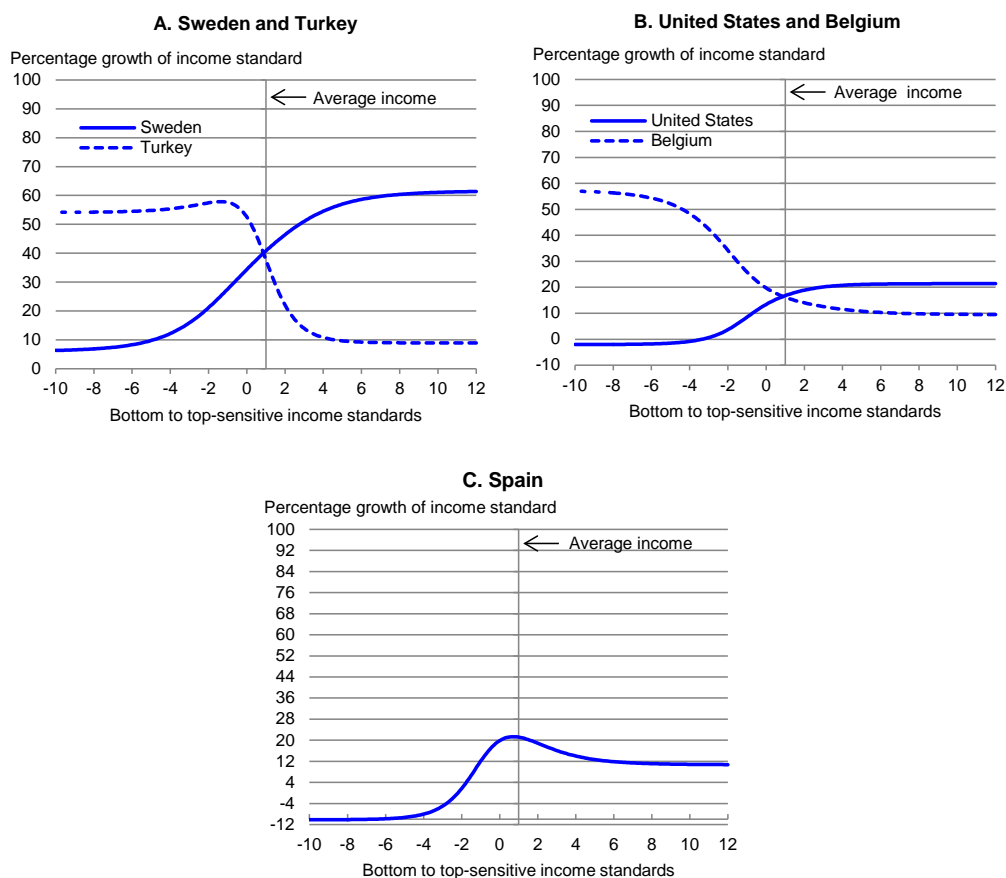 A. Sweden and Turkey
Percentage growth of income standard
100
90
80
70
60
50
40
30
20
10
0
Average income
Sweden
Turkey
-10 -8 -6 -4 -2 0 2 4 6 8 10 12
Bottom to top-sensitive income standards
B. United States and Belgium
Percentage growth of income standard
100
90
80
70
60
50
40
30
20
10
0
-10
Average income
United States
Belgium
-10 -8 -6 -4 -2 0 2 4 6 8 10 12
Bottom to top-sensitive income standards
C. Spain
Percentage growth of income standard
100
92
84
76
68
60
52
44
36
28
20
12
4
-4
-12
Average income
-10 -8 -6 -4 -2 0 2 4 6 8 10 12
Bottom to top-sensitive income standards